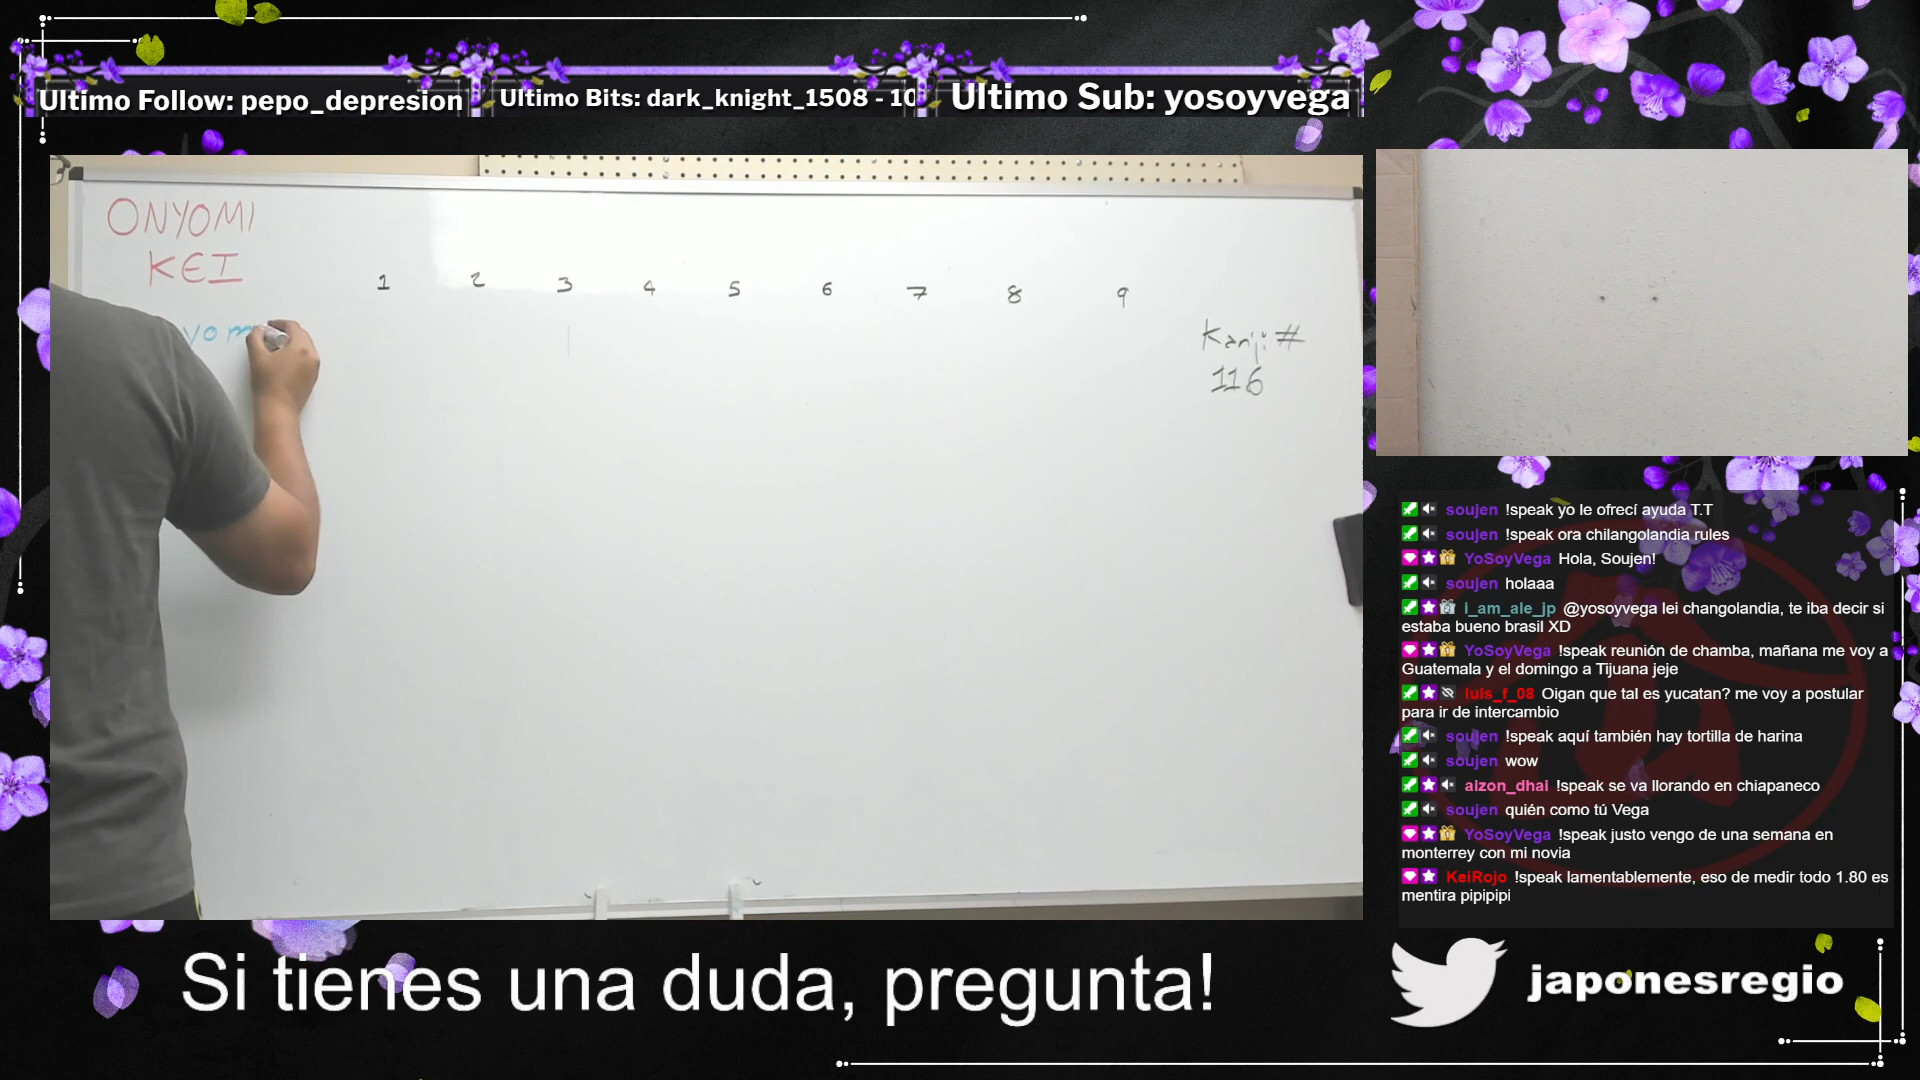 Ultimo Follow: pepo_depresion
Ultimo Bits: dark_knight_1508 - 10
Ultimo Sub: yosoyvega
ONYOMI
KEI
1 2 3 4 5 6 7 8 9
yom
Kanji #
116
soujen !speak yo le ofrecí ayuda T.T
soujen !speak ora chilangolandia rules
YoSoyVega Hola, Soujen!
soujen holaaa
i_am_ale_jp @yosoyvega lei changolandia, te iba decir si
estaba bueno brasil XD
YoSoyVega !speak reunión de chamba, mañana me voy a
Guatemala y el domingo a Tijuana jeje
luis_f_08 Oigan que tal es yucatan? me voy a postular
para ir de intercambio
soujen !speak aquí también hay tortilla de harina
soujen wow
aizon_dhai !speak se va llorando en chiapaneco
soujen quién como tú Vega
YoSoyVega !speak justo vengo de una semana en
monterrey con mi novia
KeiRojo !speak lamentablemente, eso de medir todo 1.80 es
mentira pipipipi
Si tienes una duda, pregunta!
japonesregio